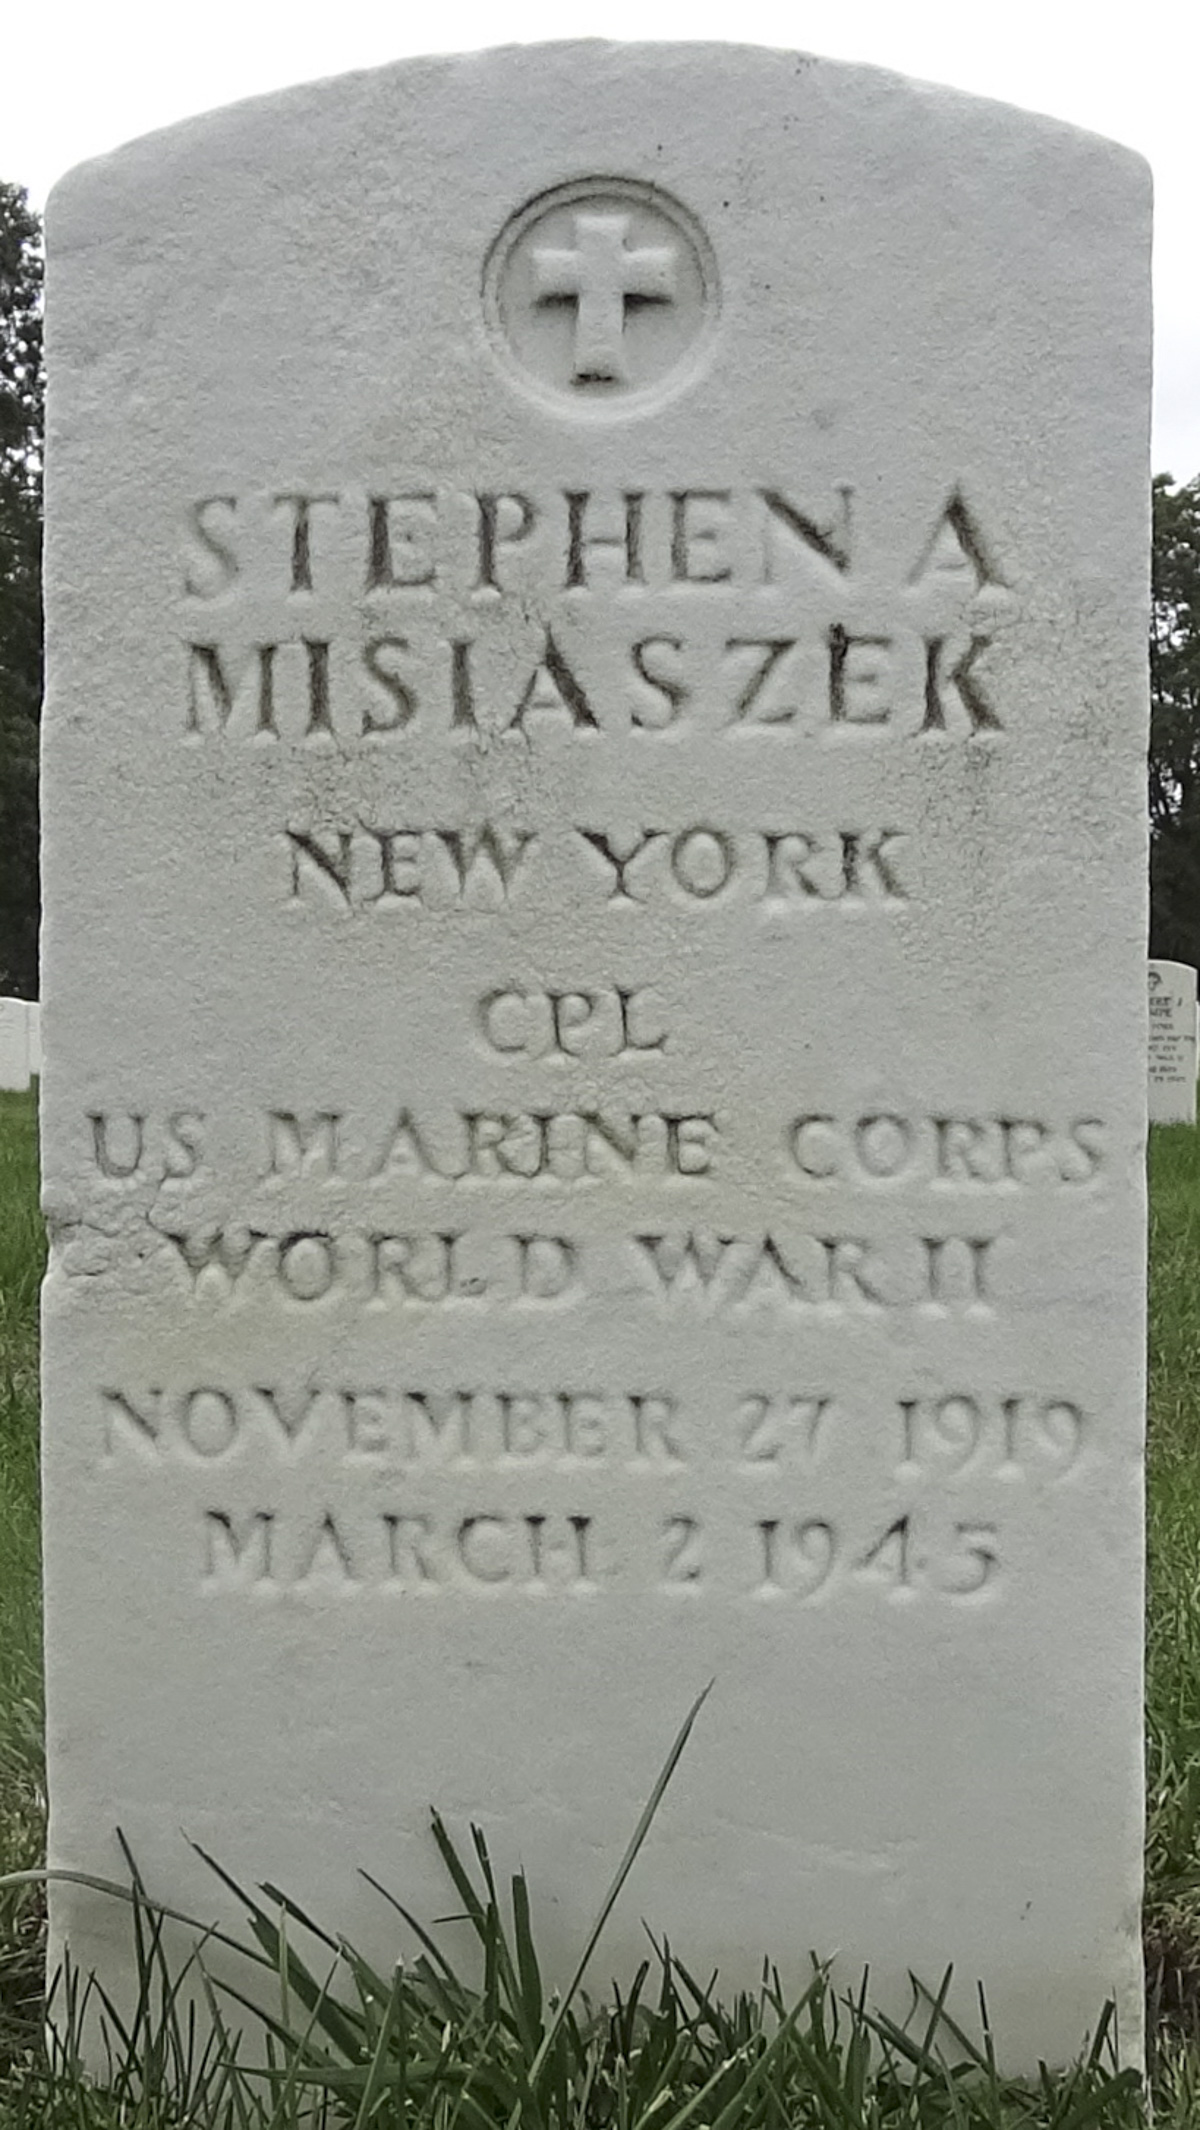 STEPHEN A
MISIASZEK
NEW YORK
CPL
US MARINE CORPS
WORLD WAR II
NOVEMBER 27 1919
MARCH 2 1945